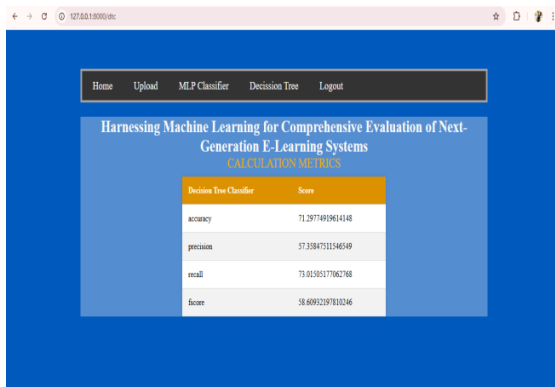 127.0.0.1:8000/dtc
Home Upload MLP Classifier Decission Tree Logout
Harnessing Machine Learning for Comprehensive Evaluation of Next-
Generation E-Learning Systems
CALCULATION METRICS
Decision Tree Classifier Score
accuracy 71.29774919614148
precision 57.35847511546549
recall 73.01505177062768
fscore 58.60932197810246